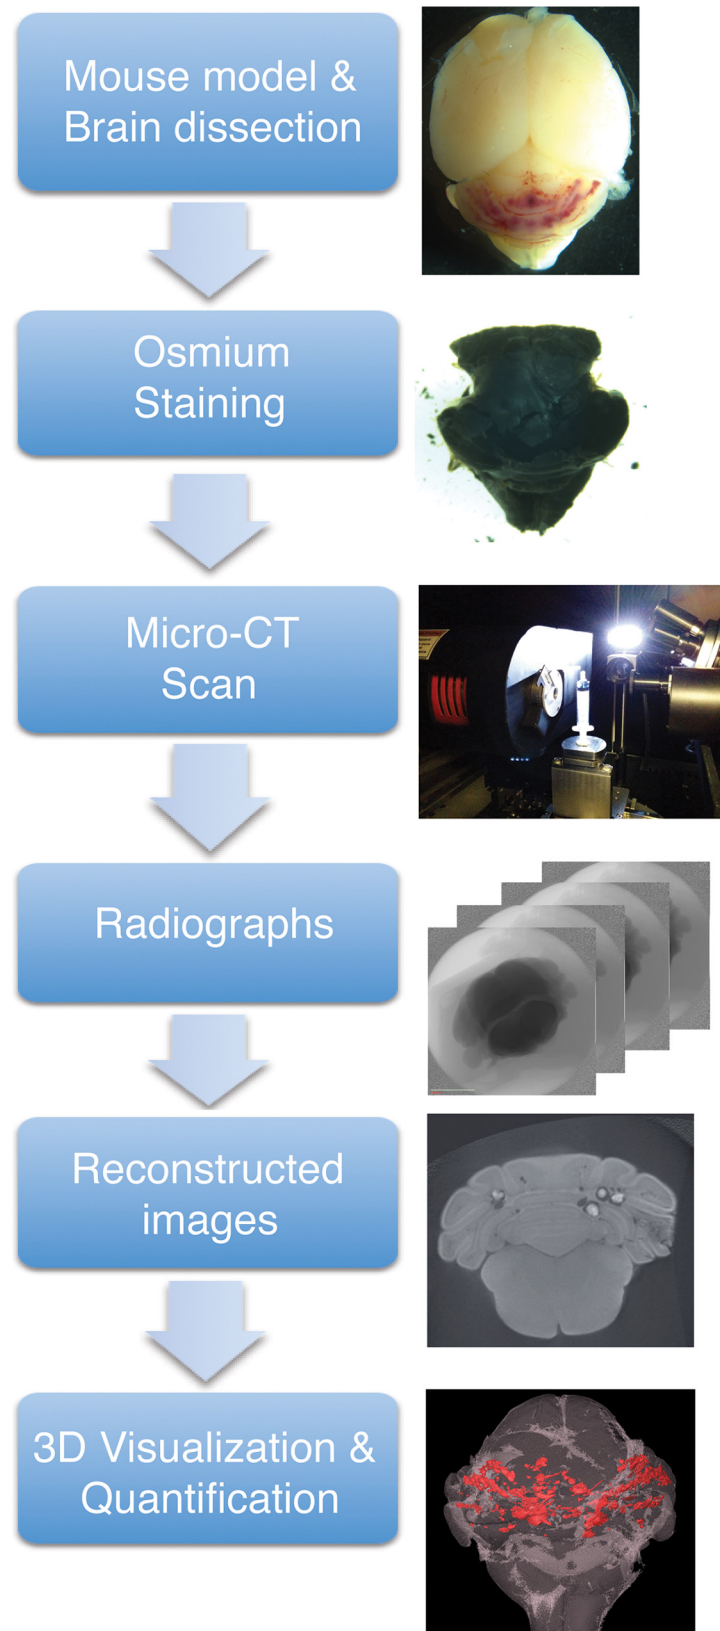 Mouse model &
Brain dissection
Osmium
Staining
Micro-CT
Scan
Radiographs
Reconstructed
images
3D Visualization &
Quantification